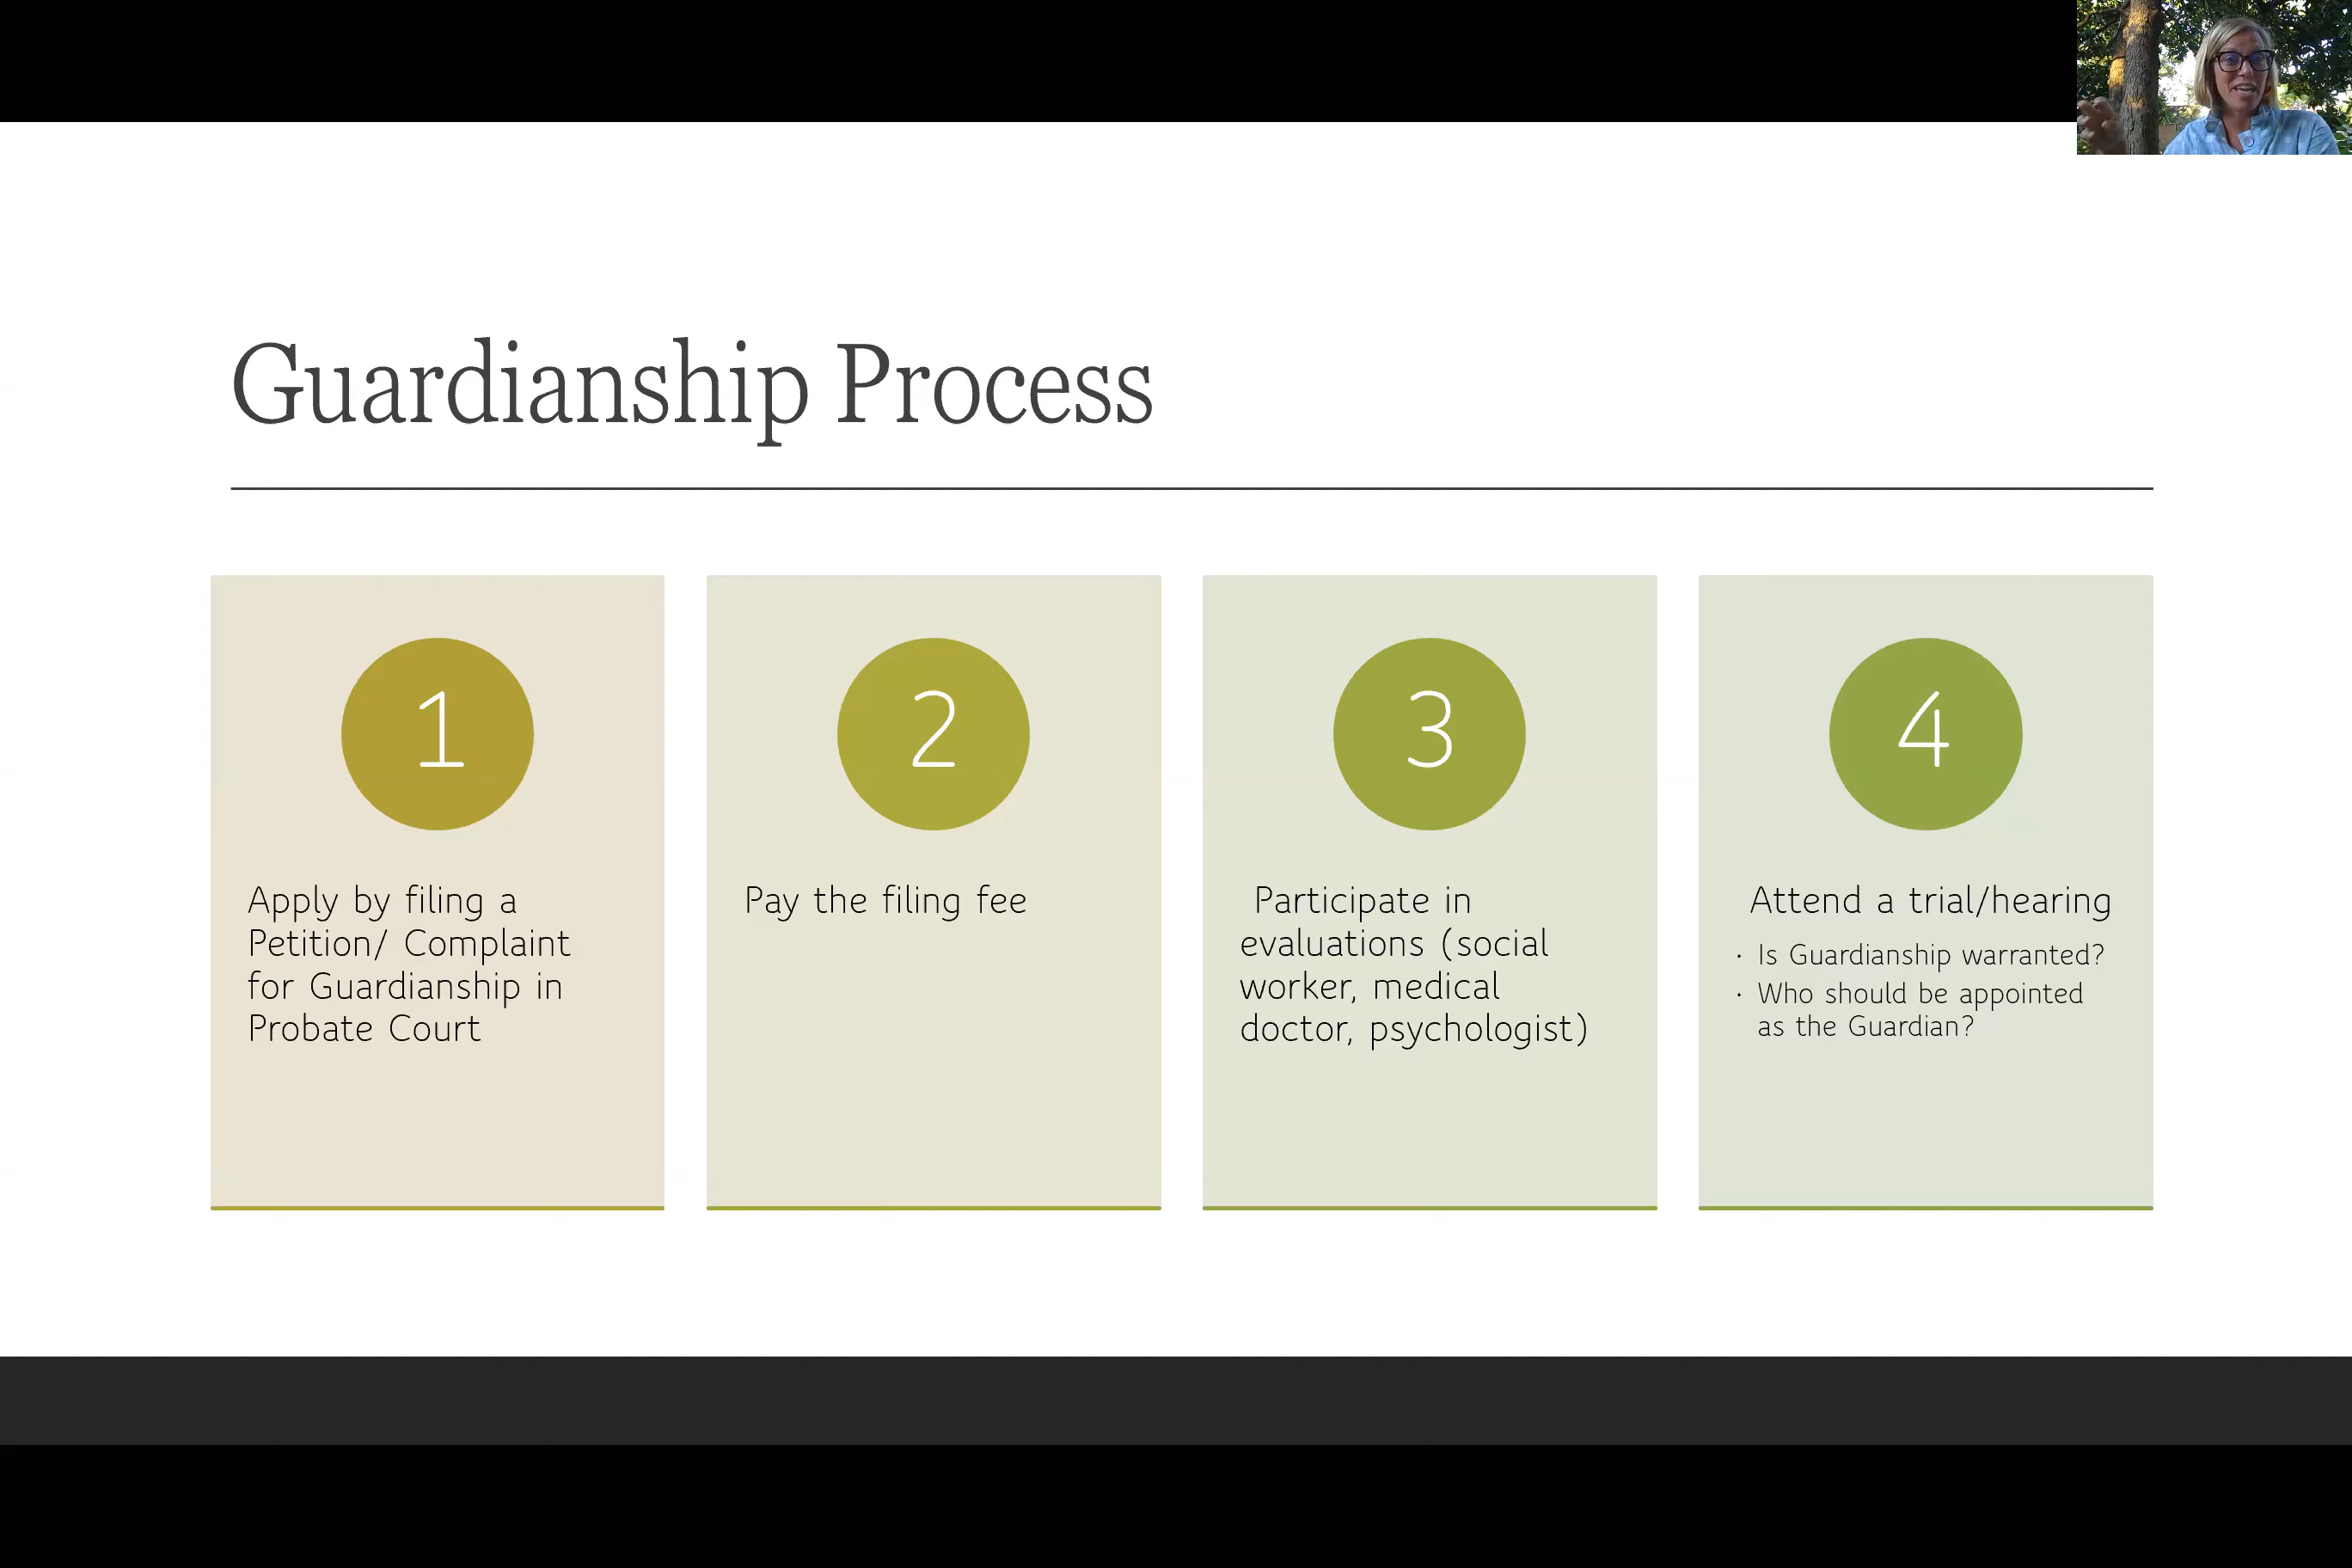 Guardianship Process
1
Apply by filing a
Petition/ Complaint
for Guardianship in
Probate Court
2
Pay the filing fee
3
Participate in
evaluations (social
worker, medical
doctor, psychologist)
4
Attend a trial/hearing
· Is Guardianship warranted?
· Who should be appointed
as the Guardian?